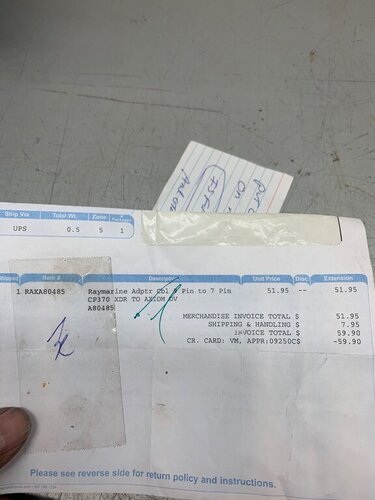 Ship Via Total Wt. Zone # Packages
UPS 0.5 5 1
Shipped Item # Description Unit Price Disc Extension
1 RAXA80485 Raymarine Adptr Cbl 9 Pin to 7 Pin 51.95 -- 51.95
CP370 XDR TO AXIOM DV
A80485
MERCHANDISE INVOICE TOTAL $ 51.95
SHIPPING & HANDLING $ 7.95
INVOICE TOTAL $ 59.90
CR. CARD: VM, APPR:09250C$ -59.90
Please see reverse side for return policy and instructions.